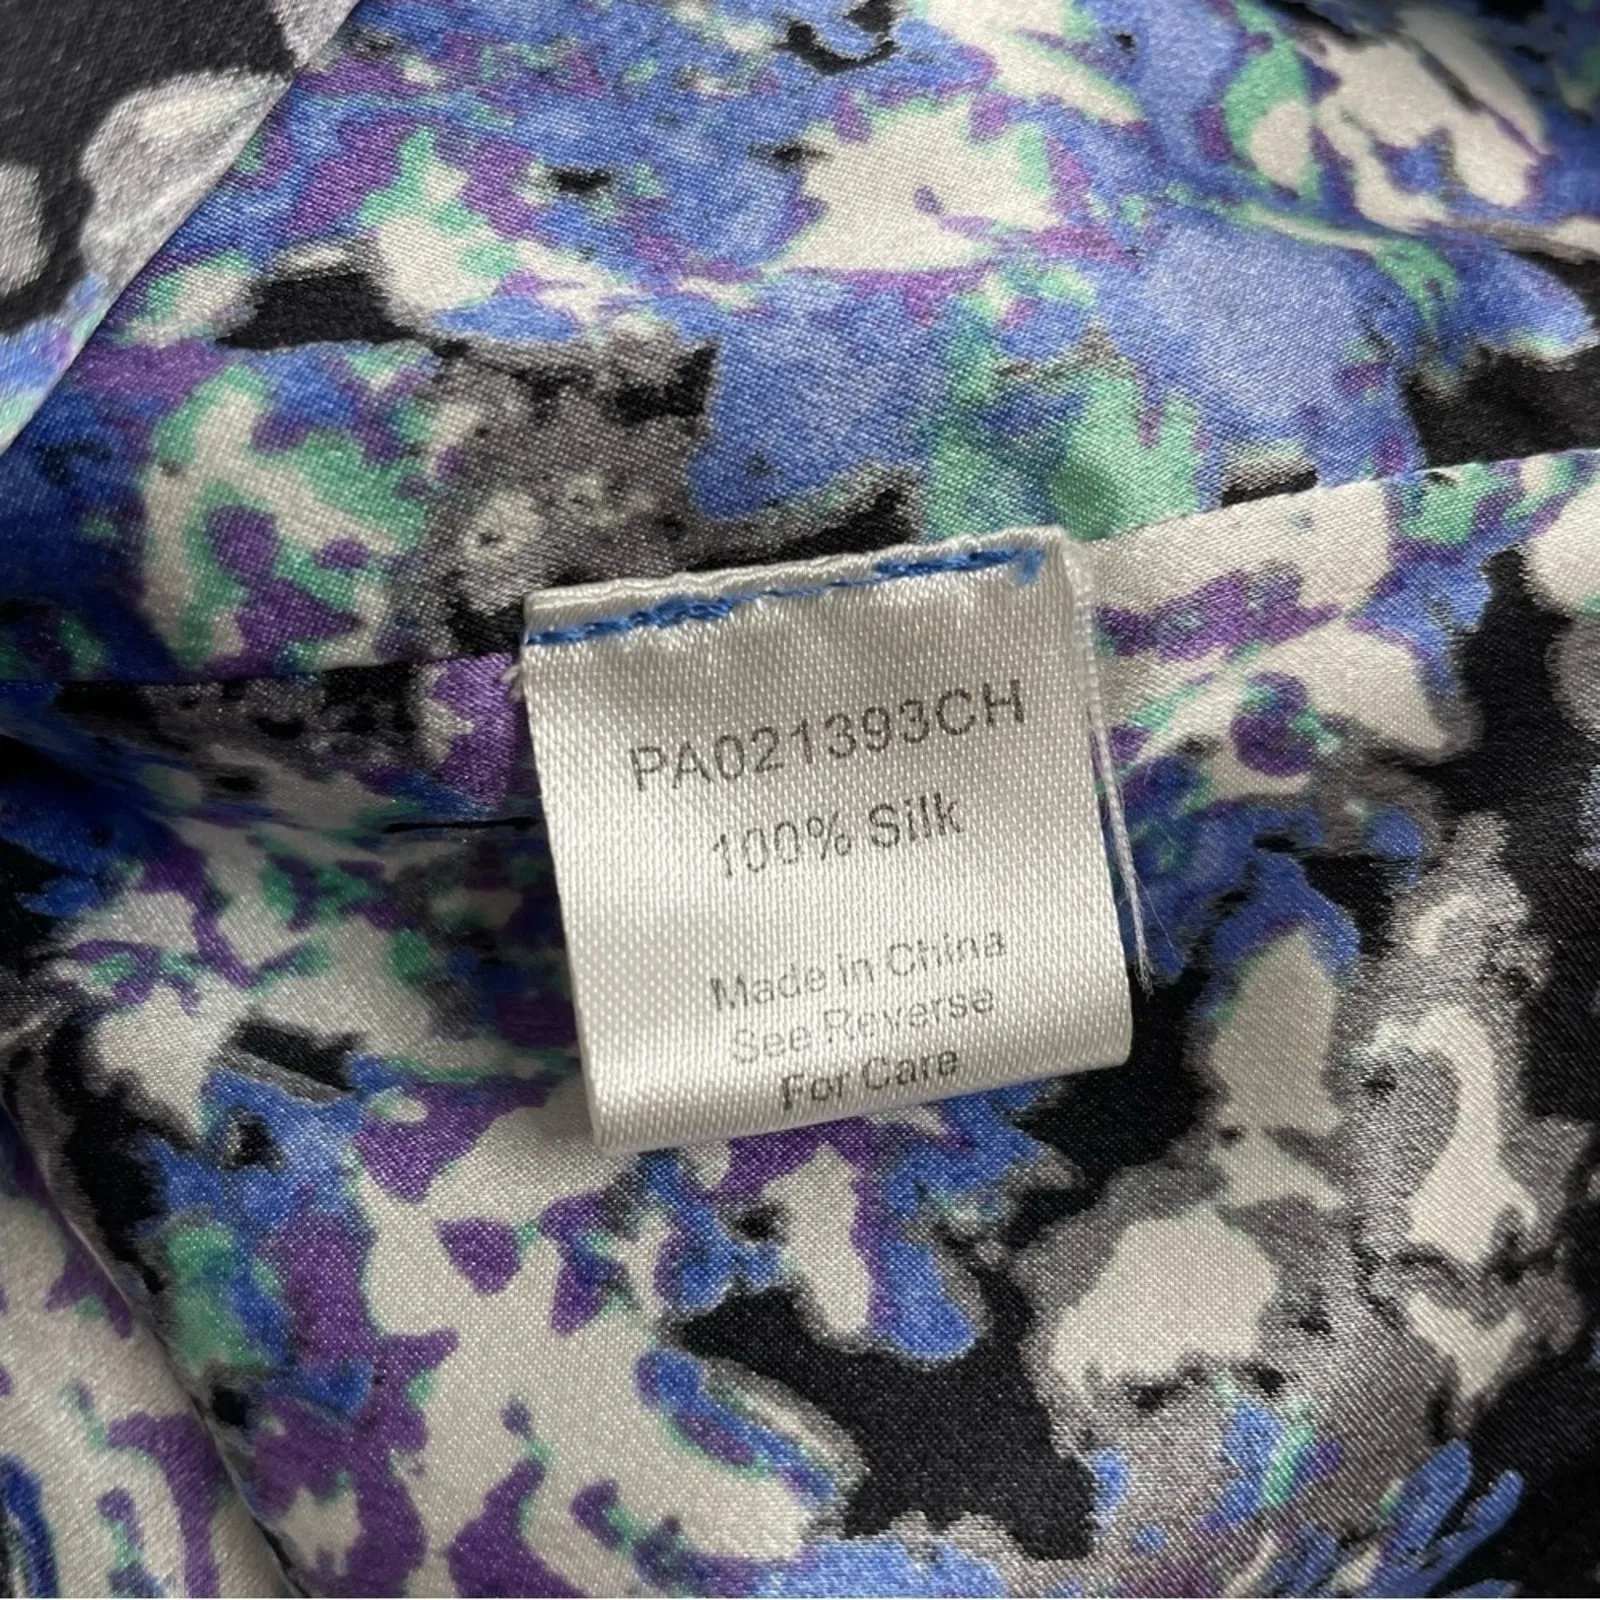 PA021393CH
100% Silk
Made in China
See Reverse
For Care